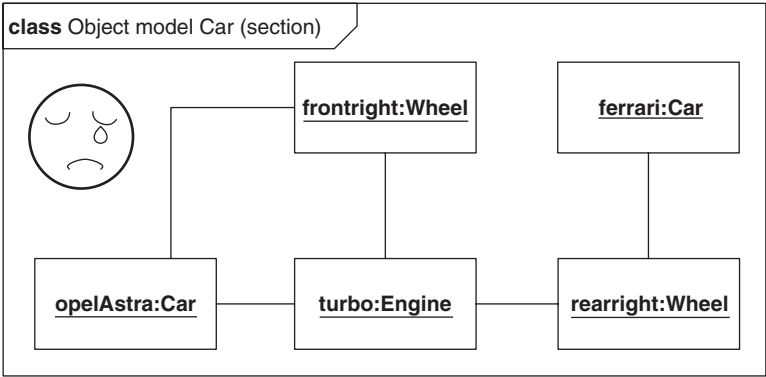 class Object model Car (section)
frontright:Wheel
ferrari:Car
opelAstra:Car
turbo:Engine
rearright:Wheel